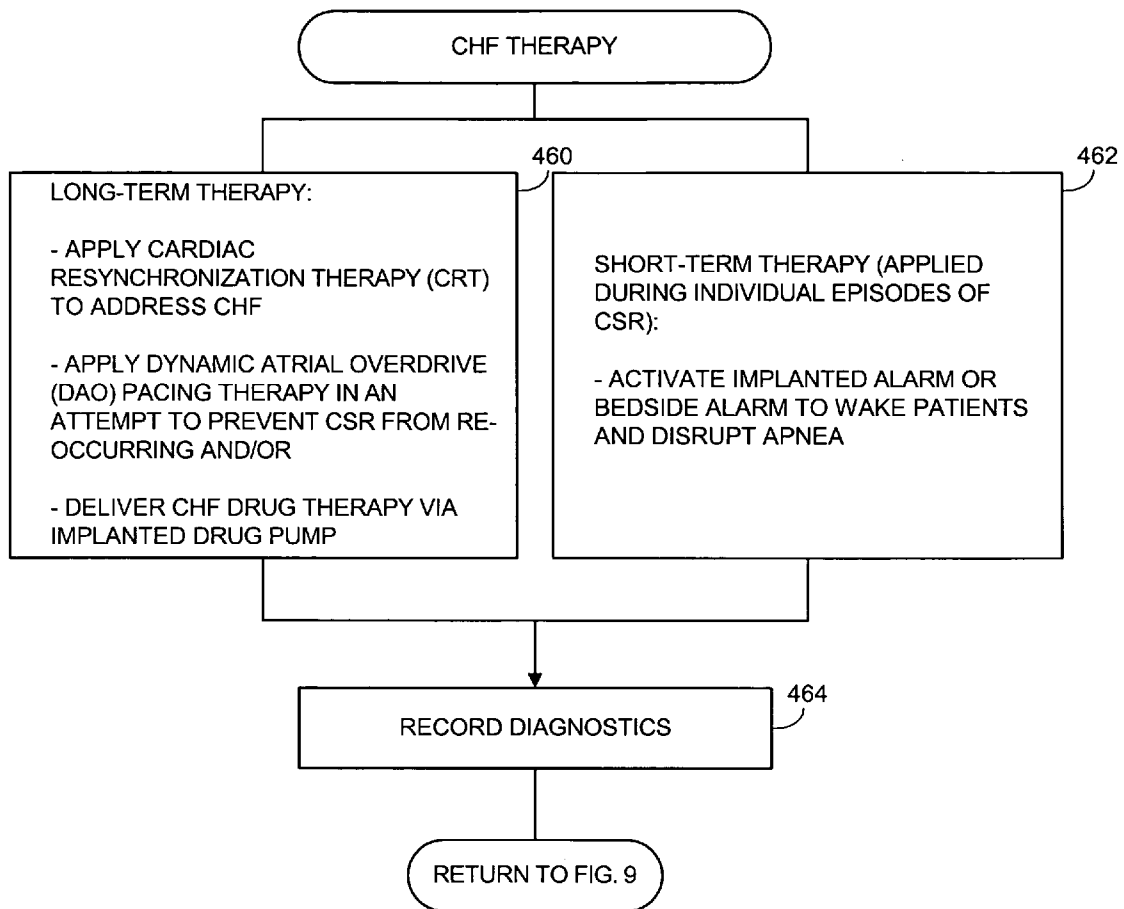 CHF THERAPY
460
LONG-TERM THERAPY:
- APPLY CARDIAC
RESYNCHRONIZATION THERAPY (CRT)
TO ADDRESS CHF
- APPLY DYNAMIC ATRIAL OVERDRIVE
(DAO) PACING THERAPY IN AN
ATTEMPT TO PREVENT CSR FROM RE-
OCCURRING AND/OR
- DELIVER CHF DRUG THERAPY VIA
IMPLANTED DRUG PUMP
462
SHORT-TERM THERAPY (APPLIED
DURING INDIVIDUAL EPISODES OF
CSR):
- ACTIVATE IMPLANTED ALARM OR
BEDSIDE ALARM TO WAKE PATIENTS
AND DISRUPT APNEA
464
RECORD DIAGNOSTICS
RETURN TO FIG. 9